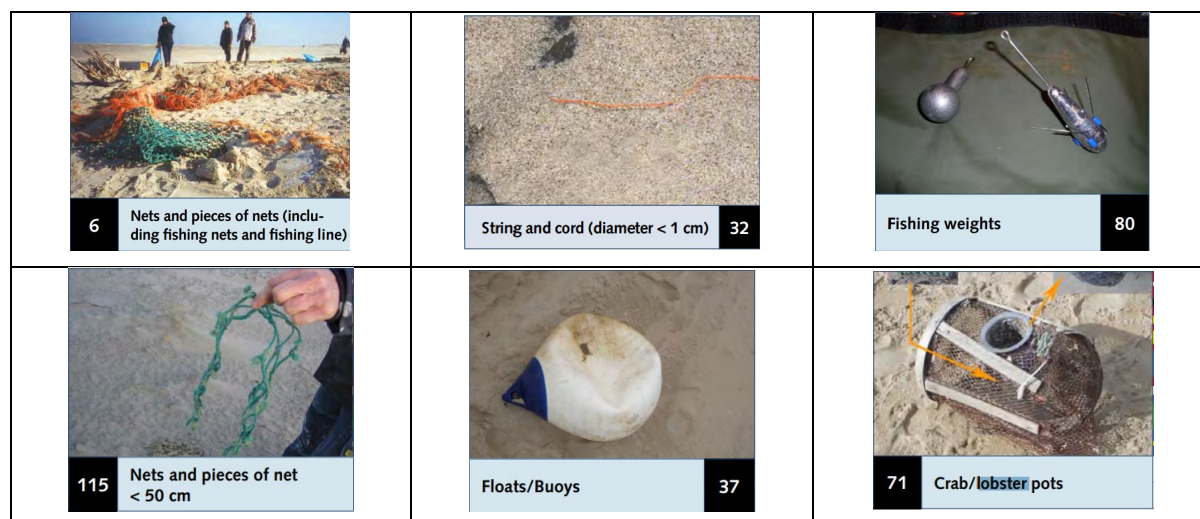 6
Nets and pieces of nets (inclu-
ding fishing nets and fishing line)
String and cord (diameter < 1 cm)
32
Fishing weights
80
115
Nets and pieces of net
< 50 cm
Floats/Buoys
37
71
Crab/lobster pots